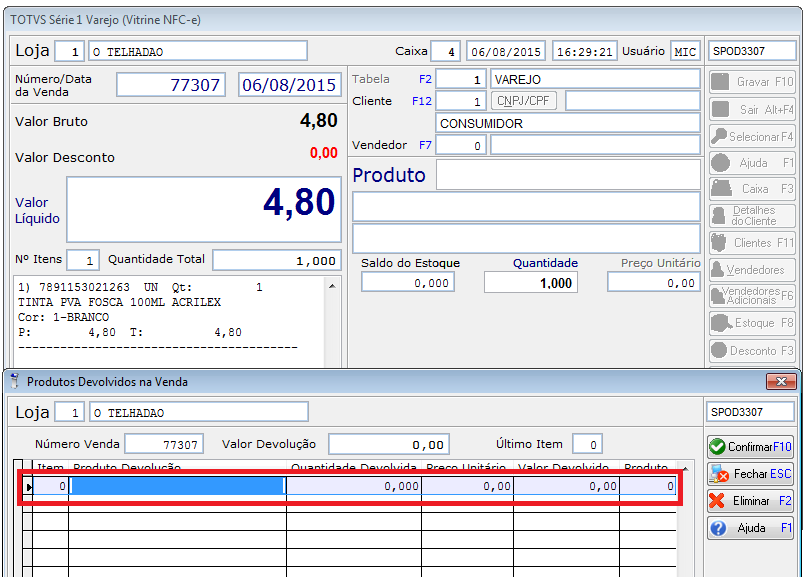 TOTVS Série 1 Varejo (Vitrine NFC-e)
Loja 1 O TELHADAO Caixa 4 06/08/2015 16:29:21 Usuário MIC SPOD3307
Número/Data da Venda 77307 06/08/2015
Tabela F2 1 VAREJO
Cliente F12 1 CNPJ/CPF
CONSUMIDOR
Vendedor F7 0
Valor Bruto 4,80
Valor Desconto 0,00
Valor Líquido 4,80
Produto
Nº Itens 1 Quantidade Total 1,000
Saldo do Estoque Quantidade Preço Unitário
0,000 1,000 0,00
1) 7891153021263 UN Qt: 1
TINTA PVA FOSCA 100ML ACRILEX
Cor: 1-BRANCO
P: 4,80 T: 4,80
----------------------------------------
Gravar F10
Sair Alt+F4
Selecionar F4
Ajuda F1
Caixa F3
Detalhes do Cliente
Clientes F11
Vendedores
Vendedores Adicionais F6
Estoque F8
Desconto F3
Produtos Devolvidos na Venda
Loja 1 O TELHADAO SPOD3307
Número Venda 77307 Valor Devolução 0,00 Último Item 0
Item Produto Devolução Quantidade Devolvida Preço Unitário Valor Devolvido Produto
0 0,000 0,00 0,00 0
Confirmar F10
Fechar ESC
Eliminar F2
Ajuda F1